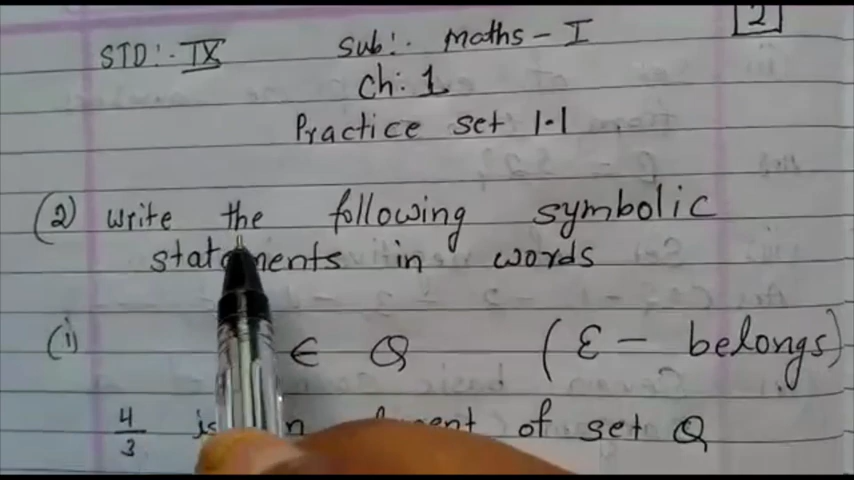 2
STD:- IX Sub:- Maths - I
Ch: 1
Practice set 1.1
(2) Write the following symbolic
statements in words
(i) ∈ Q (ε - belongs)
4/3 is of set Q